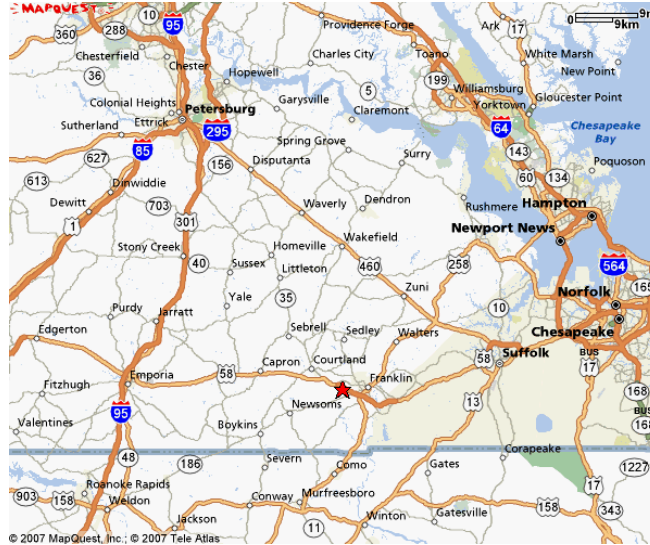 MAPQUEST
10
95
9mi
360
288
Providence Forge
Toano
Ark
17
0
9km
Chesterfield
Chester
Charles City
White Marsh
36
Hopewell
5
199
Williamsburg
New Point
Colonial Heights
Petersburg
Garysville
Claremont
Yorktown
Gloucester Point
Sutherland
Ettrick
295
64
Chesapeake
Bay
85
Spring Grove
143
627
156
Disputanta
Surry
60
134
Poquoson
613
Dinwiddie
Dewitt
703
Waverly
Dendron
Rushmere
Hampton
1
301
Newport News
Stony Creek
Homeville
Wakefield
40
Sussex
Littleton
460
258
564
Yale
35
Zuni
165
Purdy
Jarratt
10
Norfolk
Edgerton
Sebrell
Sedley
Walters
Chesapeake
Capron
Courtland
58
Suffolk
BUS
17
Fitzhugh
Emporia
58
Franklin
168
95
Newsoms
13
BUS
Valentines
Boykins
168
48
186
Severn
Como
Gates
Corapeake
1227
Roanoke Rapids
903
158
Weldon
Conway
Murfreesboro
17
Gatesville
158
343
Jackson
11
Winton
© 2007 MapQuest, Inc.; © 2007 Tele Atlas